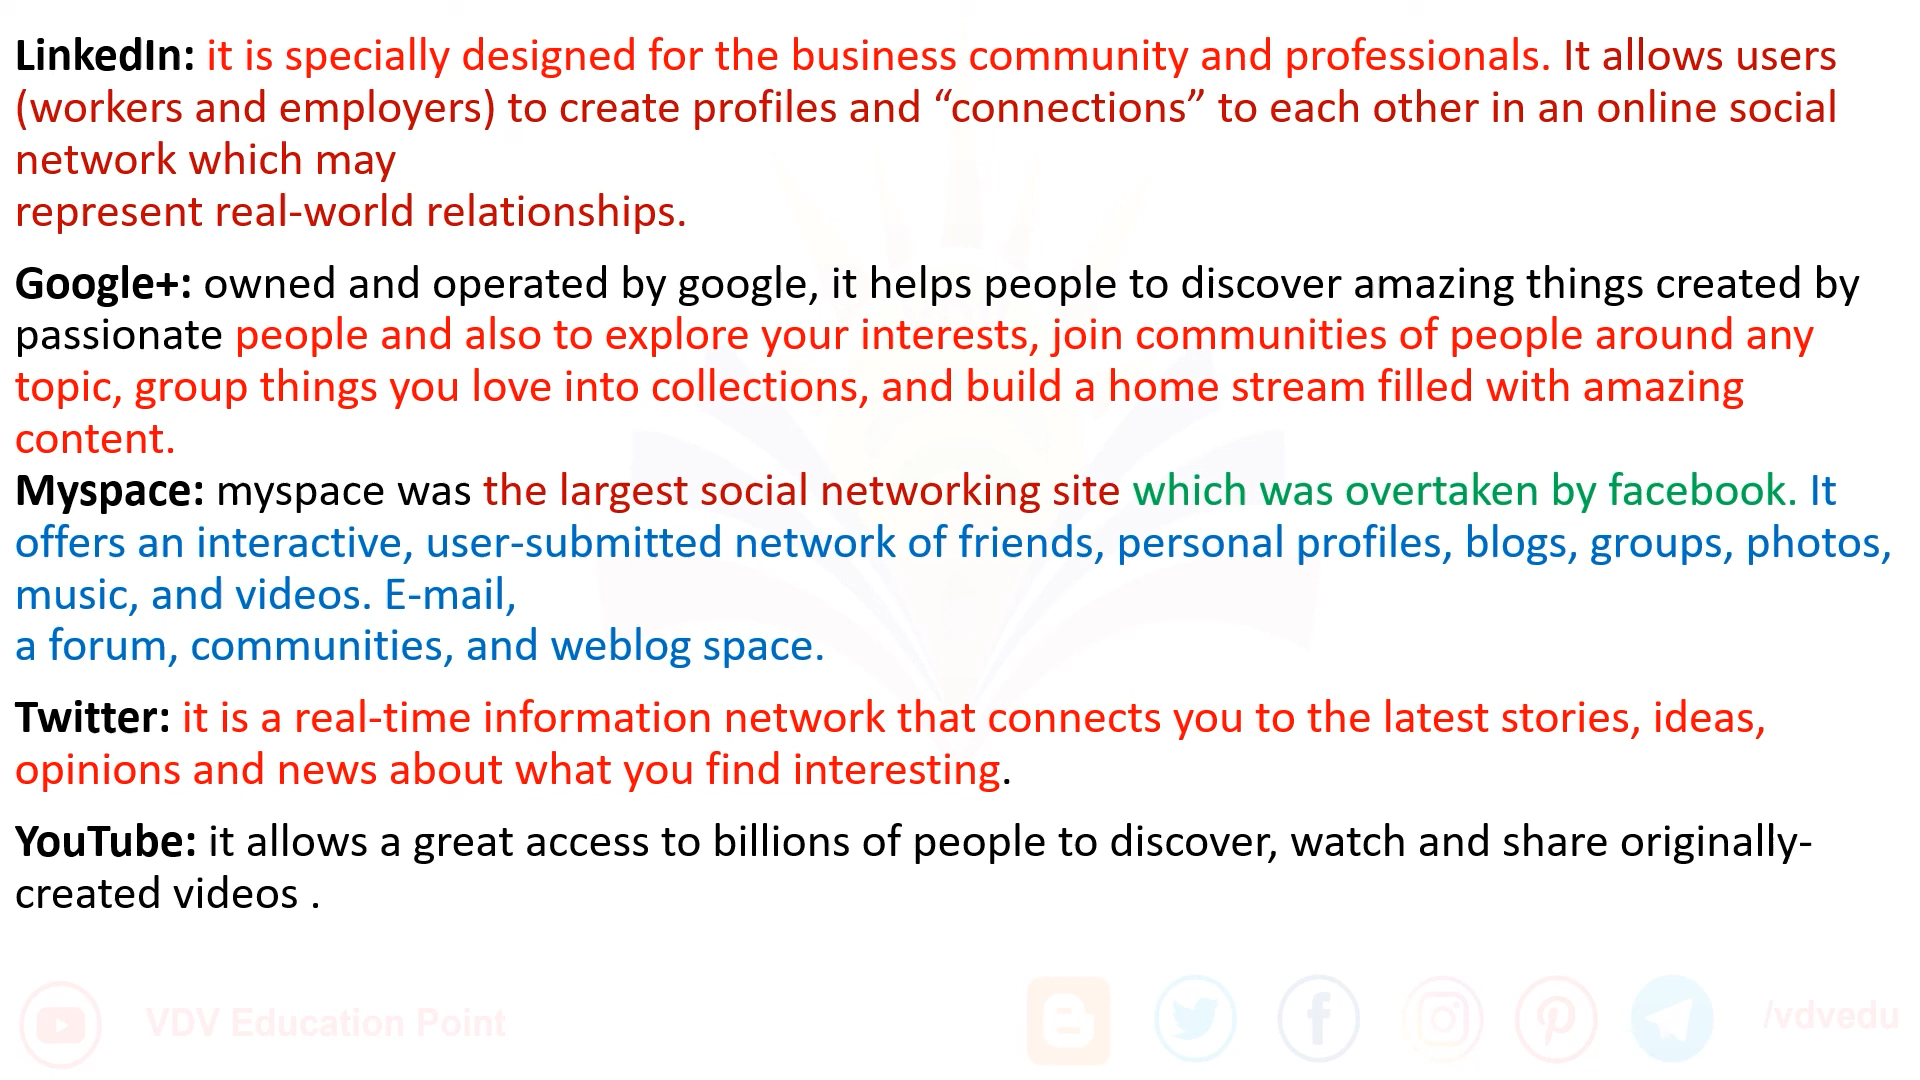 LinkedIn: it is specially designed for the business community and professionals. It allows users
(workers and employers) to create profiles and “connections” to each other in an online social
network which may
represent real-world relationships.
Google+: owned and operated by google, it helps people to discover amazing things created by
passionate people and also to explore your interests, join communities of people around any
topic, group things you love into collections, and build a home stream filled with amazing
content.
Myspace: myspace was the largest social networking site which was overtaken by facebook. It
offers an interactive, user-submitted network of friends, personal profiles, blogs, groups, photos,
music, and videos. E-mail,
a forum, communities, and weblog space.
Twitter: it is a real-time information network that connects you to the latest stories, ideas,
opinions and news about what you find interesting.
YouTube: it allows a great access to billions of people to discover, watch and share originally-
created videos .
VDV Education Point
/vdvedu